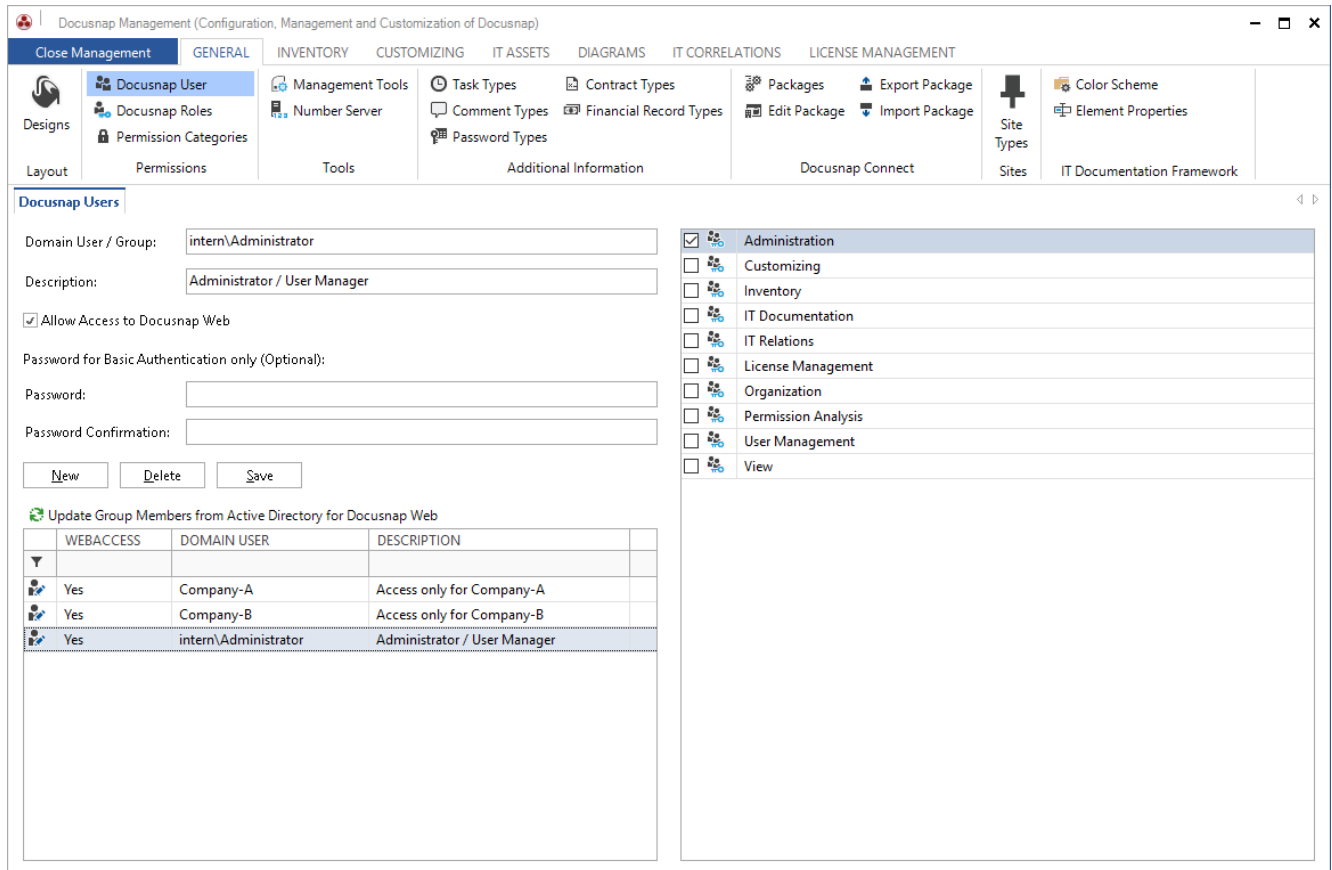 Docusnap Management (Configuration, Management and Customization of Docusnap)
Close Management GENERAL INVENTORY CUSTOMIZING IT ASSETS DIAGRAMS IT CORRELATIONS LICENSE MANAGEMENT
Designs
Layout
Docusnap User
Docusnap Roles
Permission Categories
Permissions
Management Tools
Number Server
Tools
Task Types Contract Types
Comment Types Financial Record Types
Password Types
Additional Information
Packages Export Package
Edit Package Import Package
Docusnap Connect
Site
Types
Sites
Color Scheme
Element Properties
IT Documentation Framework
Docusnap Users
Domain User / Group: intern\Administrator
Description: Administrator / User Manager
Allow Access to Docusnap Web
Password for Basic Authentication only (Optional):
Password:
Password Confirmation:
New Delete Save
Update Group Members from Active Directory for Docusnap Web
WEBACCESS DOMAIN USER DESCRIPTION
Yes Company-A Access only for Company-A
Yes Company-B Access only for Company-B
Yes intern\Administrator Administrator / User Manager
Administration
Customizing
Inventory
IT Documentation
IT Relations
License Management
Organization
Permission Analysis
User Management
View